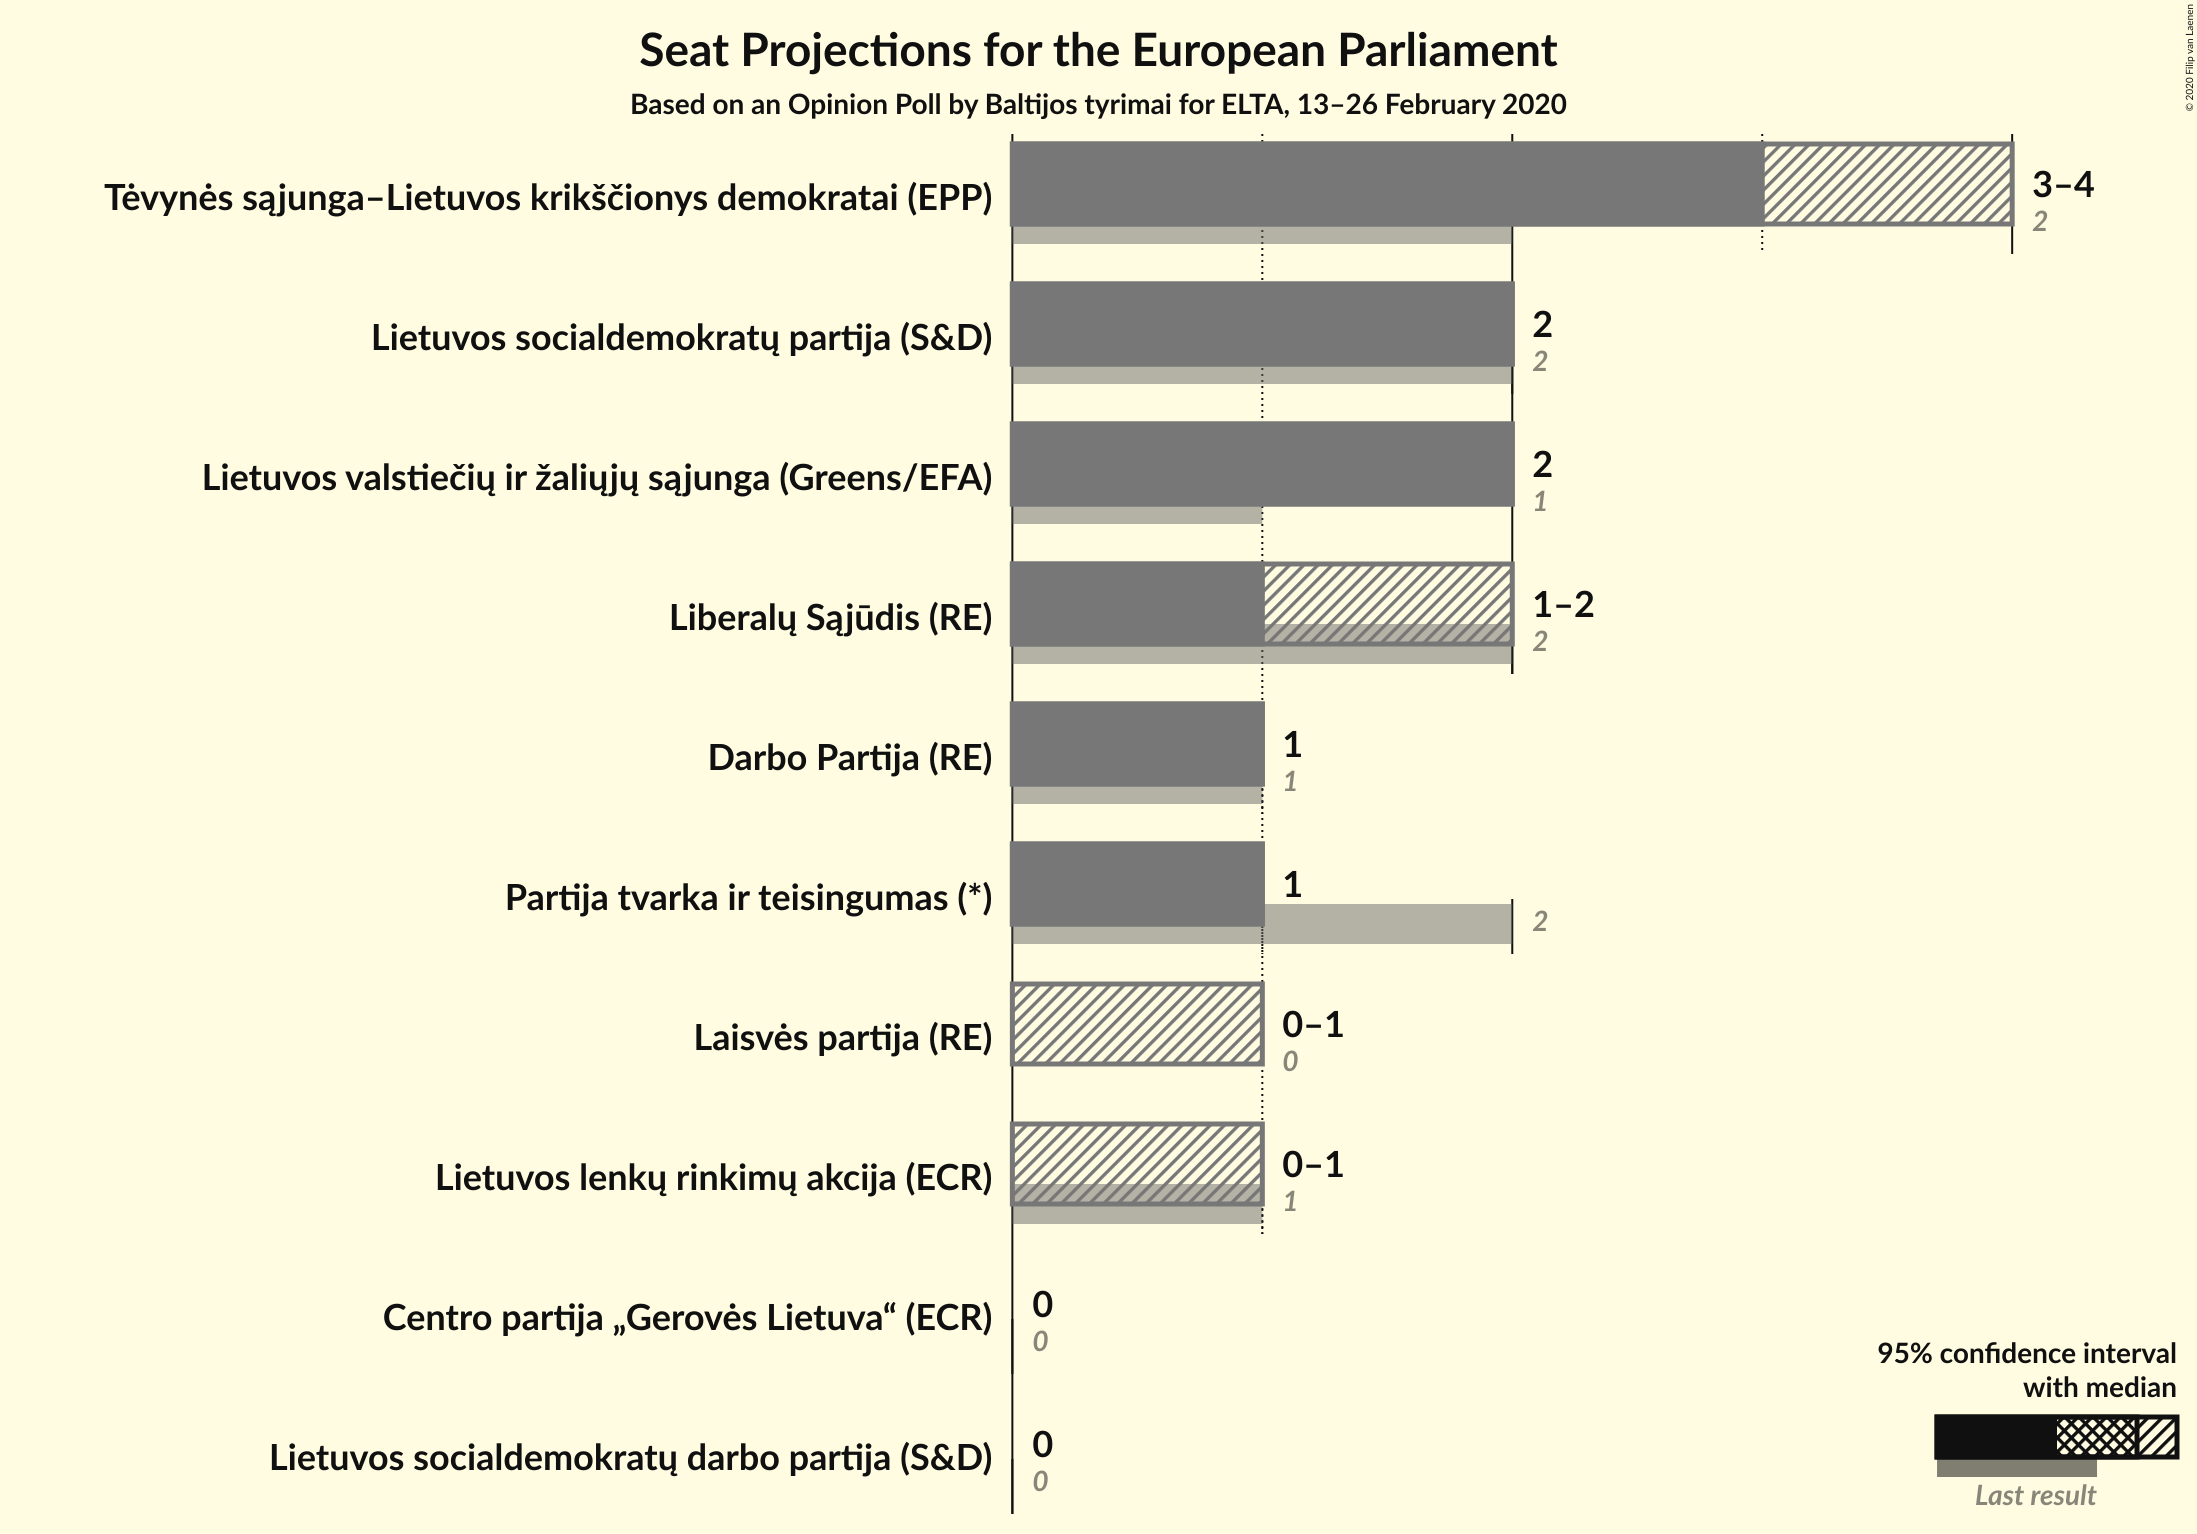 Seat Projections for the European Parliament
Based on an Opinion Poll by Baltijos tyrimai for ELTA, 13–26 February 2020
© 2020 Filip van Laenen
Tėvynės sąjunga–Lietuvos krikščionys demokratai (EPP)
3–4
2
Lietuvos socialdemokratų partija (S&D)
2
2
Lietuvos valstiečių ir žaliųjų sąjunga (Greens/EFA)
2
1
Liberalų Sąjūdis (RE)
1–2
2
Darbo Partija (RE)
1
1
Partija tvarka ir teisingumas (*)
1
2
Laisvės partija (RE)
0–1
0
Lietuvos lenkų rinkimų akcija (ECR)
0–1
1
Centro partija „Gerovės Lietuva“ (ECR)
0
0
Lietuvos socialdemokratų darbo partija (S&D)
0
0
95% confidence interval
with median
Last result